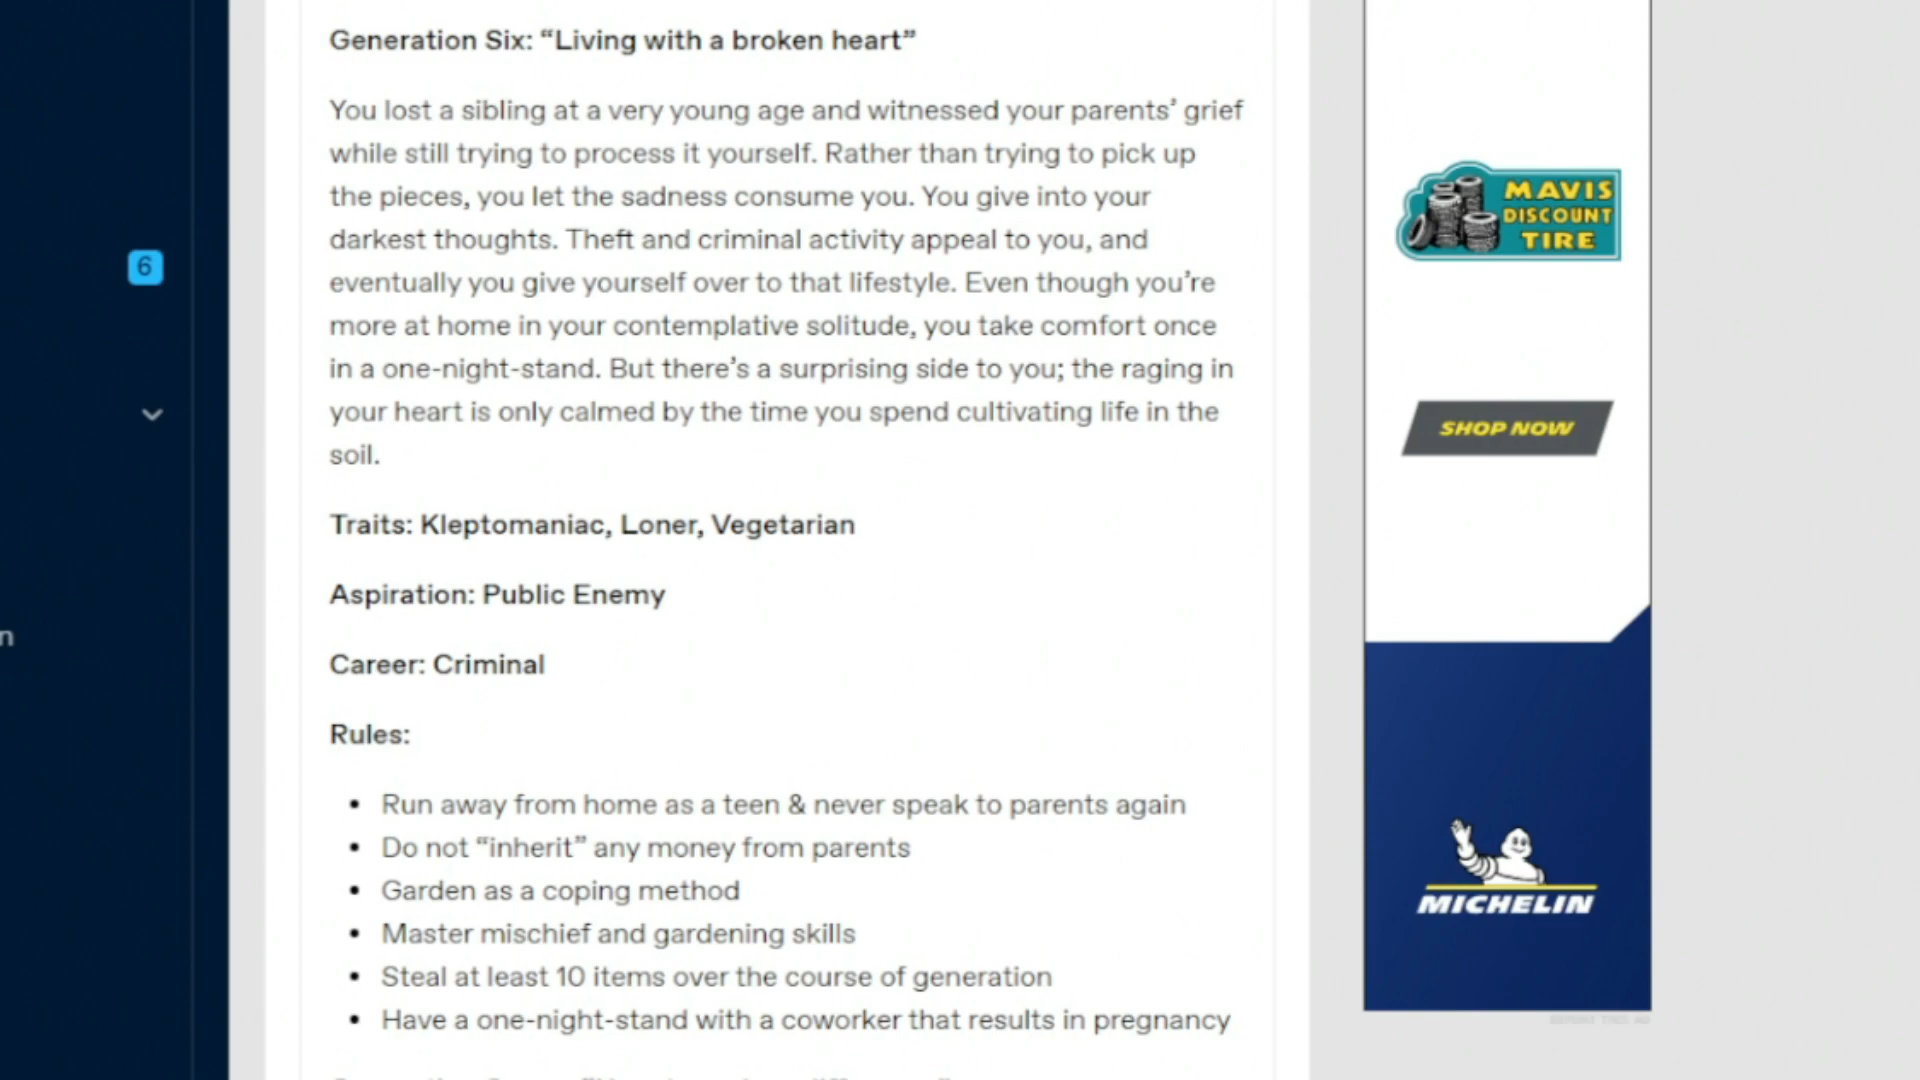 Generation Six: “Living with a broken heart”
You lost a sibling at a very young age and witnessed your parents’ grief
while still trying to process it yourself. Rather than trying to pick up
the pieces, you let the sadness consume you. You give into your
darkest thoughts. Theft and criminal activity appeal to you, and
eventually you give yourself over to that lifestyle. Even though you’re
more at home in your contemplative solitude, you take comfort once
in a one-night-stand. But there’s a surprising side to you; the raging in
your heart is only calmed by the time you spend cultivating life in the
soil.
Traits: Kleptomaniac, Loner, Vegetarian
Aspiration: Public Enemy
Career: Criminal
Rules:
• Run away from home as a teen & never speak to parents again
• Do not “inherit” any money from parents
• Garden as a coping method
• Master mischief and gardening skills
• Steal at least 10 items over the course of generation
• Have a one-night-stand with a coworker that results in pregnancy
6
n
MAVIS
DISCOUNT
TIRE
SHOP NOW
MICHELIN